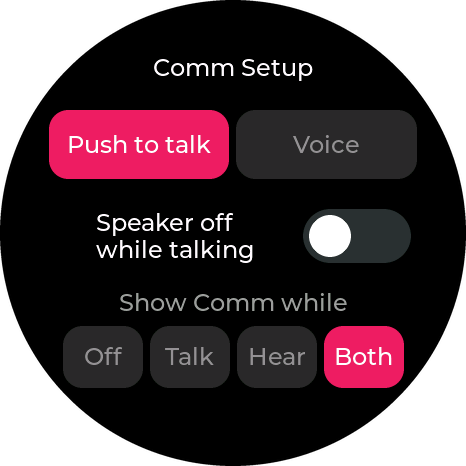 Comm Setup
Push to talk Voice
Speaker off
while talking
Show Comm while
Off Talk Hear Both